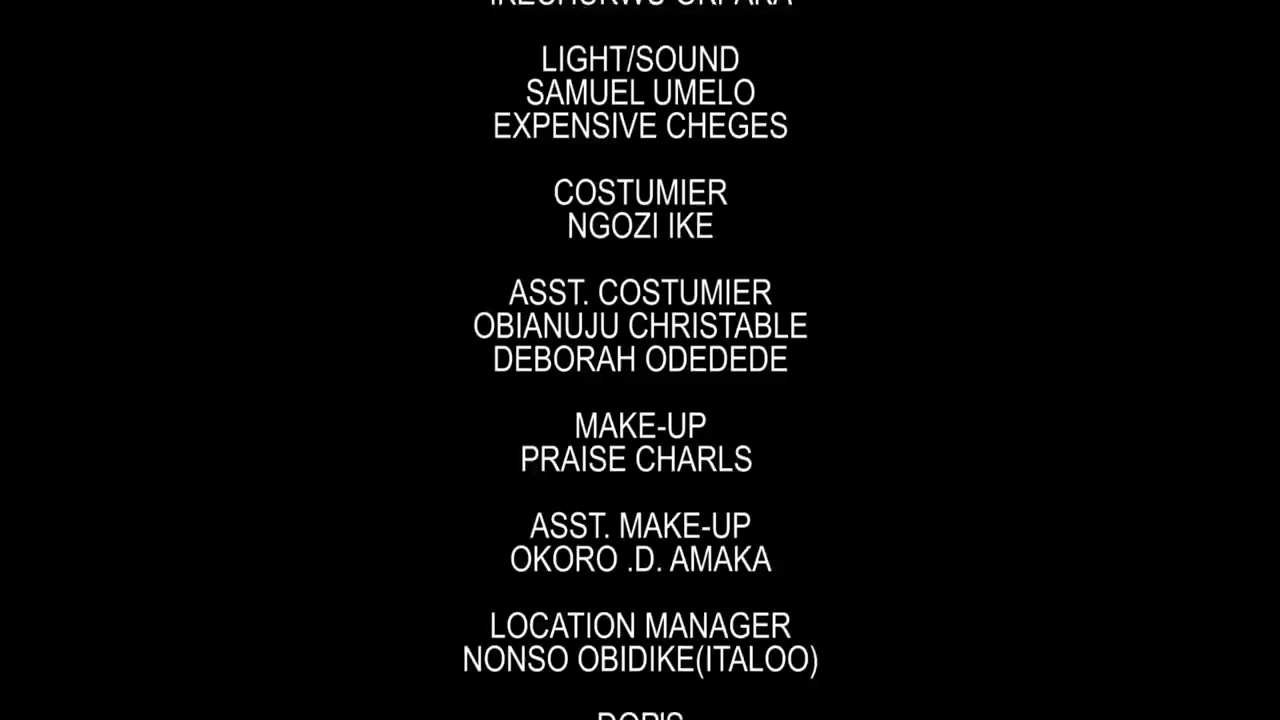 LIGHT/SOUND
SAMUEL UMELO
EXPENSIVE CHEGES
COSTUMIER
NGOZI IKE
ASST. COSTUMIER
OBIANUJU CHRISTABLE
DEBORAH ODEDEDE
MAKE-UP
PRAISE CHARLS
ASST. MAKE-UP
OKORO .D. AMAKA
LOCATION MANAGER
NONSO OBIDIKE(ITALOO)